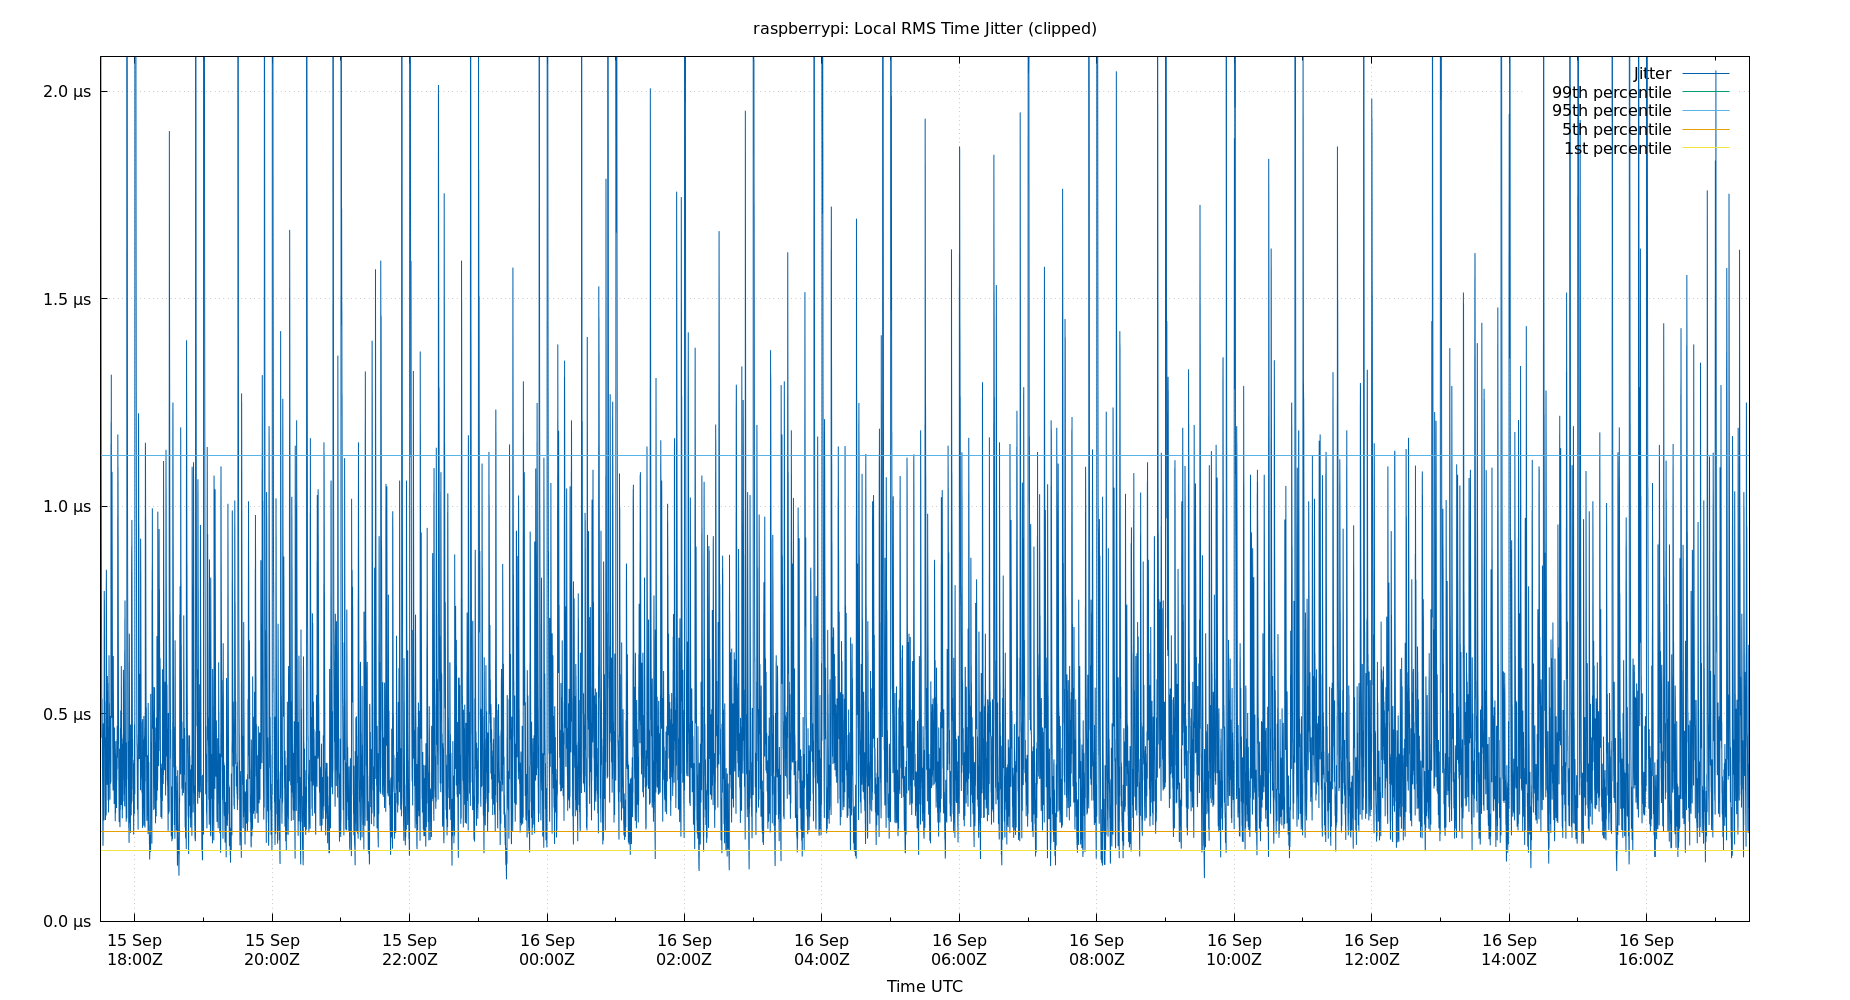 raspberrypi: Local RMS Time Jitter (clipped)
2.0 µs
1.5 µs
1.0 µs
0.5 µs
0.0 µs
Jitter
99th percentile
95th percentile
5th percentile
1st percentile
15 Sep 15 Sep 15 Sep 16 Sep 16 Sep 16 Sep 16 Sep 16 Sep 16 Sep 16 Sep 16 Sep 16 Sep
18:00Z 20:00Z 22:00Z 00:00Z 02:00Z 04:00Z 06:00Z 08:00Z 10:00Z 12:00Z 14:00Z 16:00Z
Time UTC